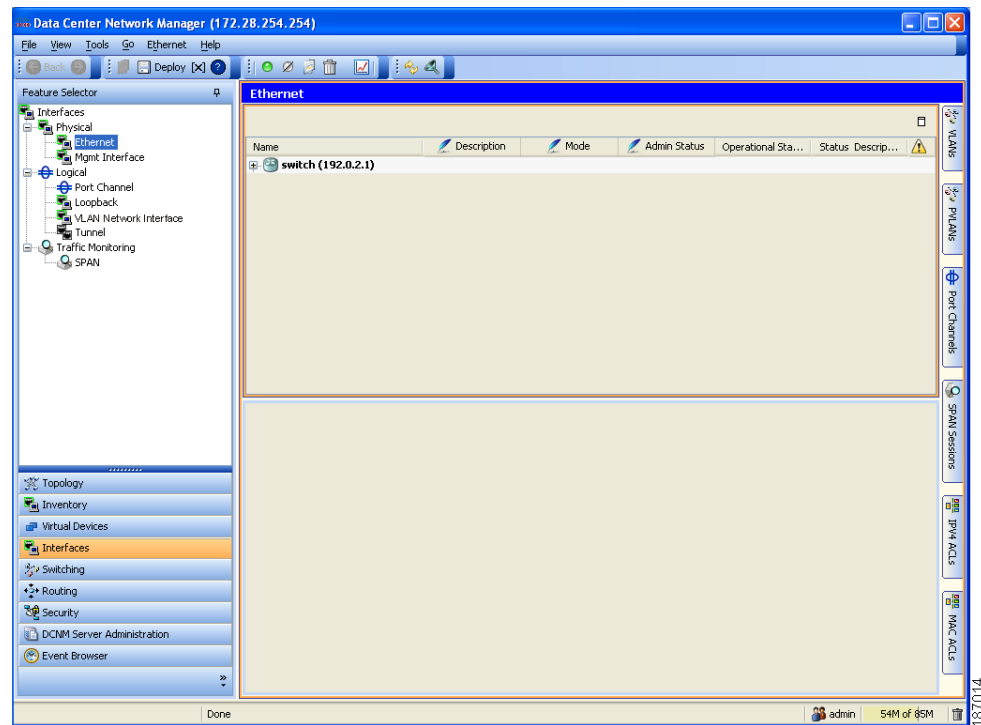 Data Center Network Manager (172.28.254.254)
File View Tools Go Ethernet Help
Back Deploy
Feature Selector
Ethernet
Interfaces
Physical
Ethernet
Mgmt Interface
Logical
Port Channel
Loopback
VLAN Network Interface
Tunnel
Traffic Monitoring
SPAN
Name Description Mode Admin Status Operational Sta... Status Descrip...
switch (192.0.2.1)
VLANs
PVLANs
Port Channels
SPAN Sessions
IPV4 ACLs
MAC ACLs
Topology
Inventory
Virtual Devices
Interfaces
Switching
Routing
Security
DCNM Server Administration
Event Browser
Done
admin 54M of 85M
187014